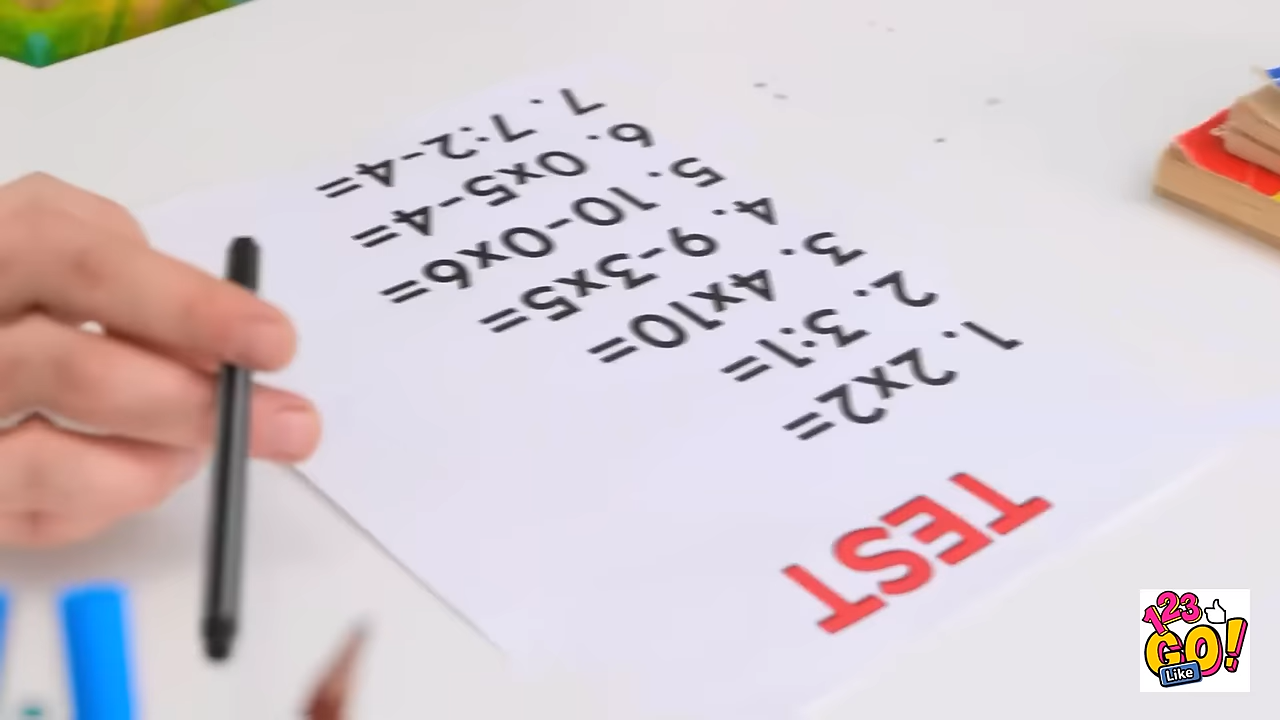 TEST
1. 2x2=
2. 3:1=
3. 4x10=
4. 9-3x5=
5. 10-0x6=
6. 0x5-4=
7. 7:2-4=
123
GO!
Like